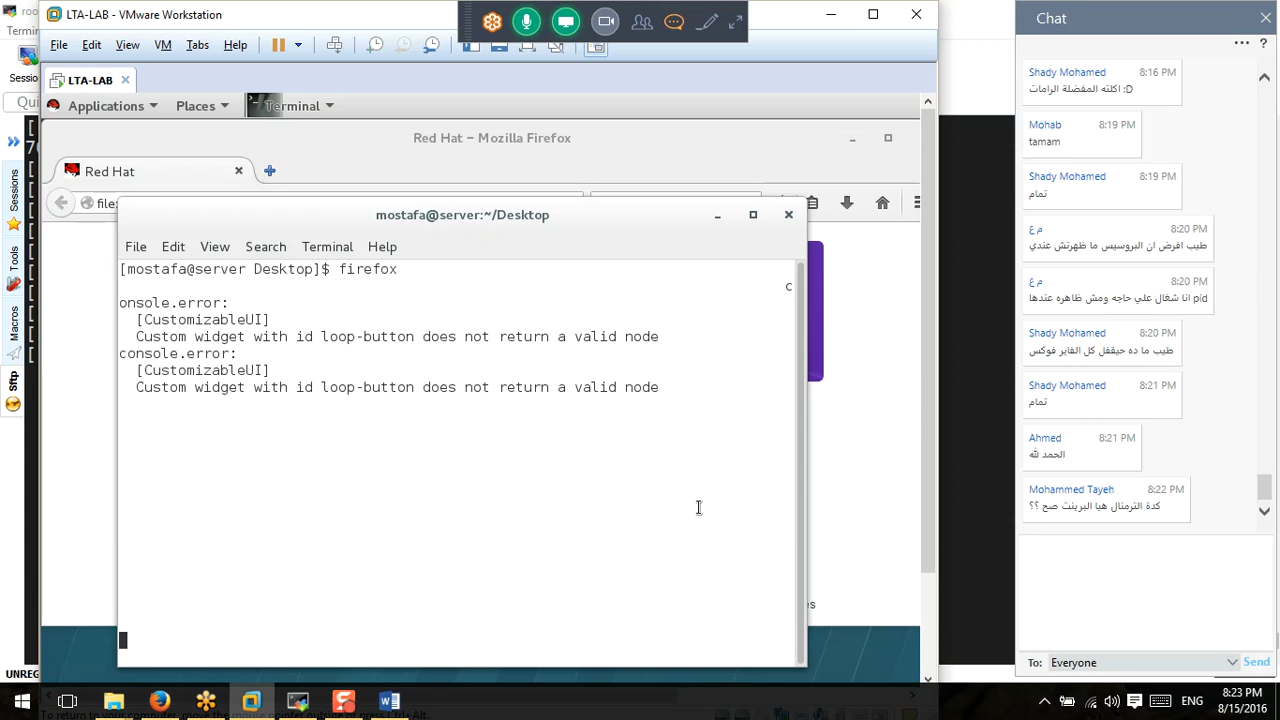 LTA-LAB - VMware Workstation
File Edit View VM Tabs Help
LTA-LAB
Applications Places Terminal
Red Hat - Mozilla Firefox
Red Hat
file:
mostafa@server:~/Desktop
File Edit View Search Terminal Help
[mostafa@server Desktop]$ firefox
c
onsole.error:
[CustomizableUI]
Custom widget with id loop-button does not return a valid node
console.error:
[CustomizableUI]
Custom widget with id loop-button does not return a valid node
Sessions
Tools
Macros
Sftp
Chat
Shady Mohamed 8:16 PM
اكلته المفضلة الرامات :D
Mohab 8:19 PM
tamam
Shady Mohamed 8:19 PM
تمام
م ع 8:20 PM
طيب افرض ان البروسيس ما ظهرتش عندي
م ع 8:20 PM
انا شغال علي حاجه ومش ظاهره عندها pid
Shady Mohamed 8:20 PM
طيب ما ده حيقفل كل الفاير فوكس
Shady Mohamed 8:21 PM
تمام
Ahmed 8:21 PM
الحمد لله
Mohammed Tayeh 8:22 PM
كدة الترمنال هيا البرينت صح ؟؟
To: Everyone Send
ENG
8:23 PM
8/15/2016